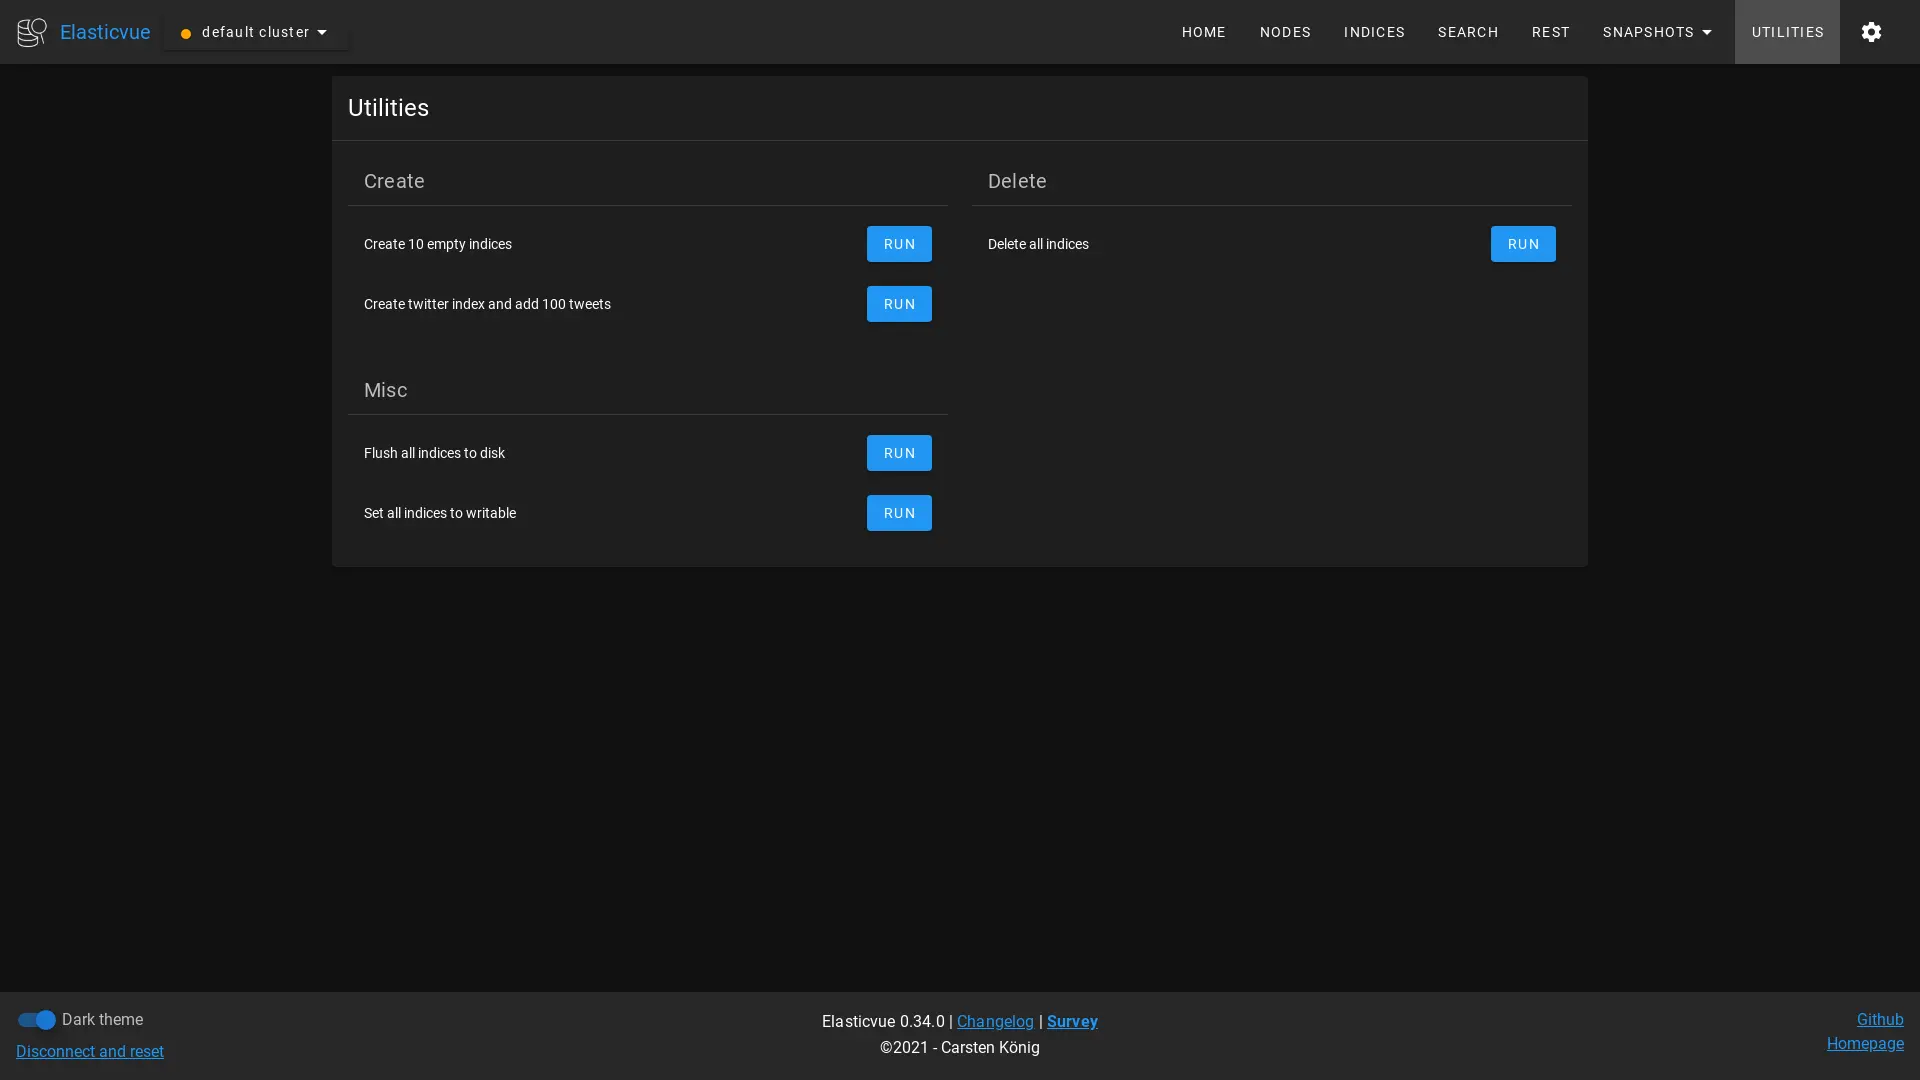 Elasticvue
default cluster
HOME
NODES
INDICES
SEARCH
REST
SNAPSHOTS
UTILITIES
Utilities
Create
Create 10 empty indices
RUN
Create twitter index and add 100 tweets
RUN
Delete
Delete all indices
RUN
Misc
Flush all indices to disk
RUN
Set all indices to writable
RUN
Dark theme
Disconnect and reset
Elasticvue 0.34.0 | Changelog | Survey
©2021 - Carsten König
Github
Homepage